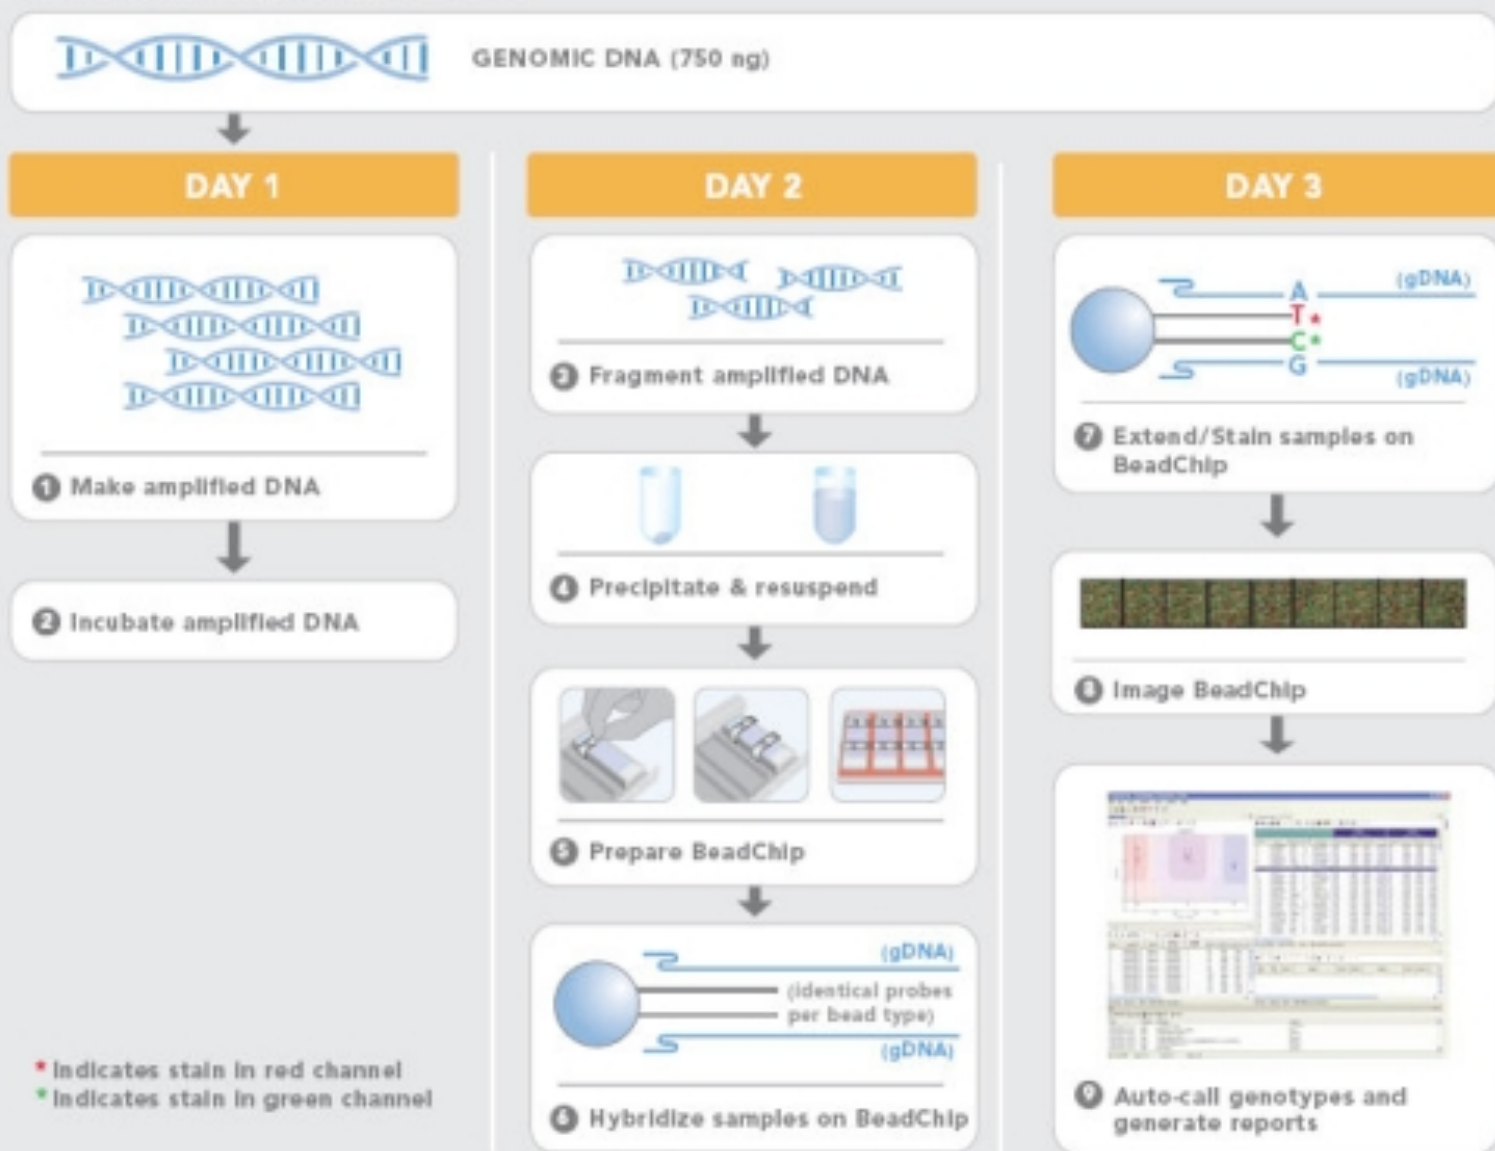 GENOMIC DNA (750 ng)
DAY 1
1 Make amplified DNA
2 Incubate amplified DNA
* Indicates stain in red channel
* Indicates stain in green channel
DAY 2
3 Fragment amplified DNA
4 Precipitate & resuspend
5 Prepare BeadChip
(gDNA)
(identical probes
per bead type)
(gDNA)
6 Hybridize samples on BeadChip
DAY 3
(gDNA)
A
T*
C*
G
(gDNA)
7 Extend/Stain samples on
BeadChip
8 Image BeadChip
9 Auto-call genotypes and
generate reports